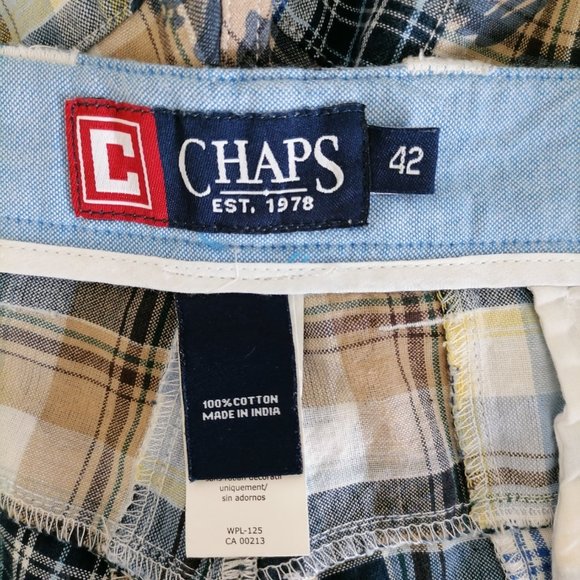 C CHAPS 42
EST. 1978
100% COTTON
MADE IN INDIA
uniquement/
sin adornos
WPL-125
CA 00213